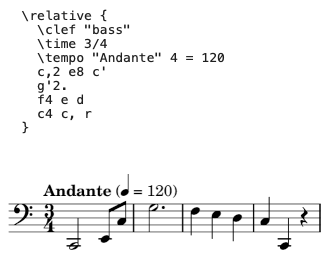 \relative {
\clef "bass"
\time 3/4
\tempo "Andante" 4 = 120
c,2 e8 c'
g'2.
f4 e d
c4 c, r
}
Andante (♩ = 120)
3
4